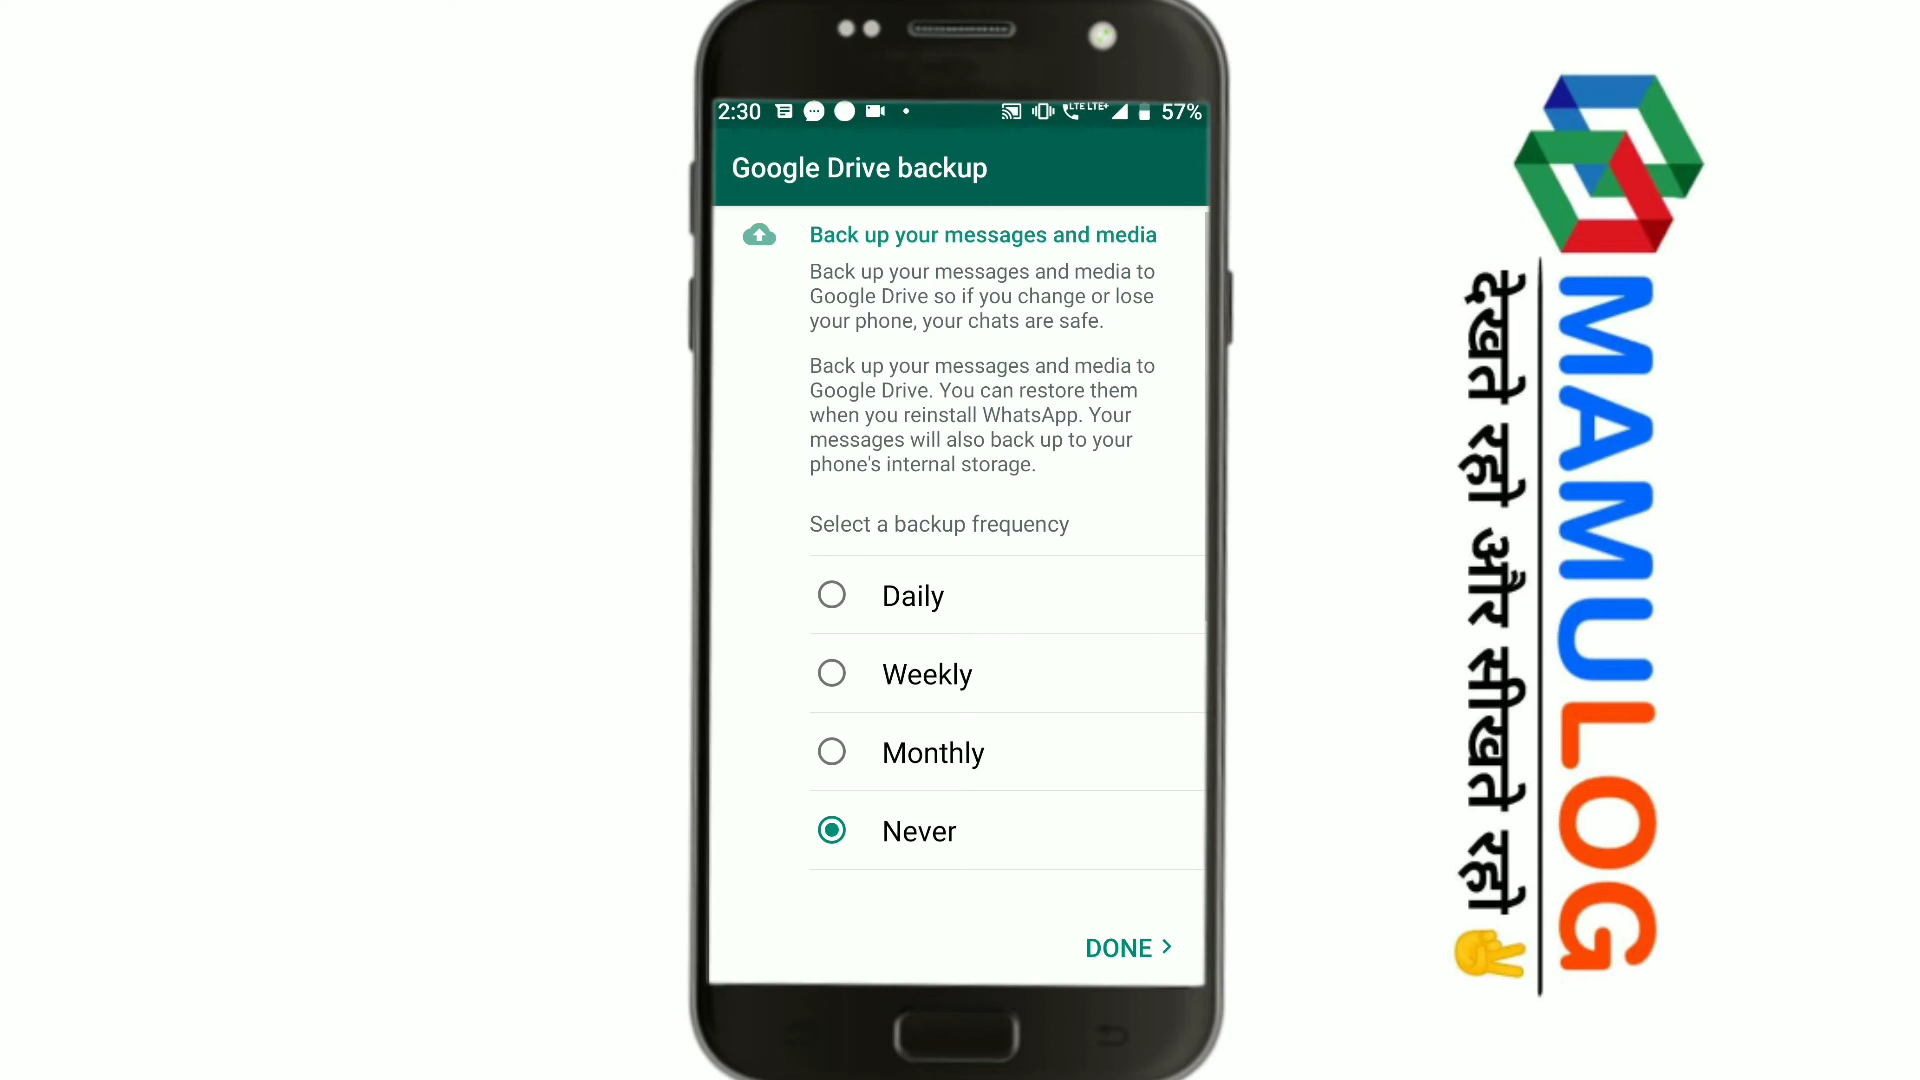 2:30
LTE LTE+
57%
Google Drive backup
Back up your messages and media
Back up your messages and media to
Google Drive so if you change or lose
your phone, your chats are safe.
Back up your messages and media to
Google Drive. You can restore them
when you reinstall WhatsApp. Your
messages will also back up to your
phone's internal storage.
Select a backup frequency
Daily
Weekly
Monthly
Never
DONE >
MAMULOG
देखते रहो और सीखते रहो ✌